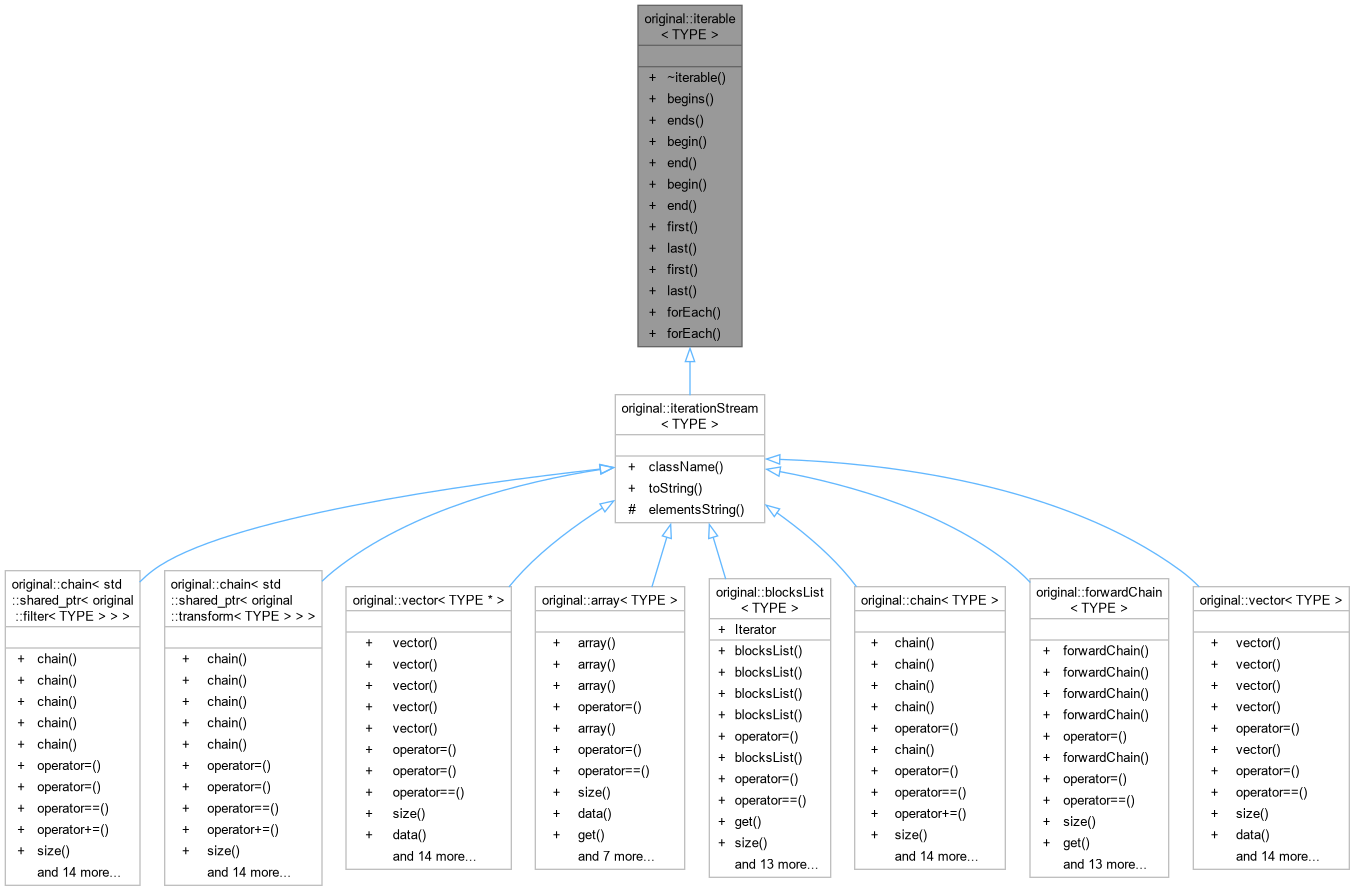 original::iterable
< TYPE >
+ ~iterable()
+ begins()
+ ends()
+ begin()
+ end()
+ begin()
+ end()
+ first()
+ last()
+ first()
+ last()
+ forEach()
+ forEach()
original::iterationStream
< TYPE >
+ className()
+ toString()
# elementsString()
original::chain< std
::shared_ptr< original
::filter< TYPE > > >
+ chain()
+ chain()
+ chain()
+ chain()
+ chain()
+ operator=()
+ operator=()
+ operator==()
+ operator+=()
+ size()
and 14 more...
original::chain< std
::shared_ptr< original
::transform< TYPE > > >
+ chain()
+ chain()
+ chain()
+ chain()
+ chain()
+ operator=()
+ operator=()
+ operator==()
+ operator+=()
+ size()
and 14 more...
original::vector< TYPE * >
+ vector()
+ vector()
+ vector()
+ vector()
+ vector()
+ operator=()
+ operator=()
+ operator==()
+ size()
+ data()
and 14 more...
original::array< TYPE >
+ array()
+ array()
+ array()
+ operator=()
+ array()
+ operator=()
+ operator==()
+ size()
+ data()
+ get()
and 7 more...
original::blocksList
< TYPE >
+ Iterator
+ blocksList()
+ blocksList()
+ blocksList()
+ blocksList()
+ operator=()
+ blocksList()
+ operator=()
+ operator==()
+ get()
+ size()
and 13 more...
original::chain< TYPE >
+ chain()
+ chain()
+ chain()
+ chain()
+ operator=()
+ chain()
+ operator=()
+ operator==()
+ operator+=()
+ size()
and 14 more...
original::forwardChain
< TYPE >
+ forwardChain()
+ forwardChain()
+ forwardChain()
+ forwardChain()
+ operator=()
+ forwardChain()
+ operator=()
+ operator==()
+ size()
+ get()
and 13 more...
original::vector< TYPE >
+ vector()
+ vector()
+ vector()
+ vector()
+ operator=()
+ vector()
+ operator=()
+ operator==()
+ size()
+ data()
and 14 more...